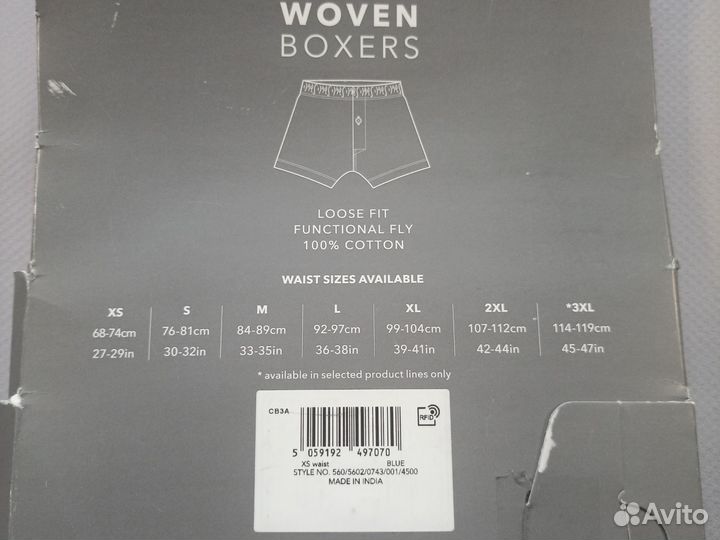 WOVEN
BOXERS
LOOSE FIT
FUNCTIONAL FLY
100% COTTON
WAIST SIZES AVAILABLE
XS S M L XL 2XL *3XL
68-74cm 76-81cm 84-89cm 92-97cm 99-104cm 107-112cm 114-119cm
27-29in 30-32in 33-35in 36-38in 39-41in 42-44in 45-47in
* available in selected product lines only
CB3A
RFID
5 059192 497070
XS waist BLUE
STYLE NO. 560/5602/0743/001/4500
MADE IN INDIA
Avito